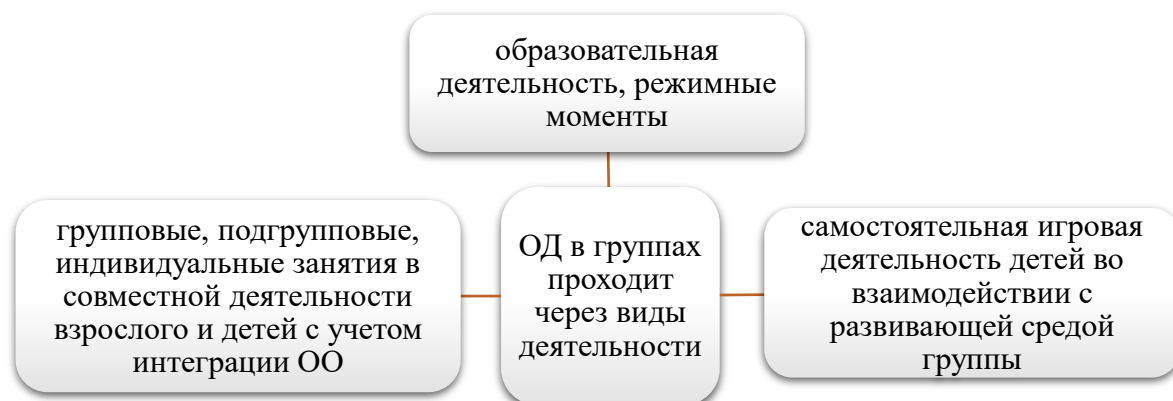 образовательная
деятельность, режимные
моменты
групповые, подгрупповые,
индивидуальные занятия в
совместной деятельности
взрослого и детей с учетом
интеграции ОО
ОД в группах
проходит
через виды
деятельности
самостоятельная игровая
деятельность детей во
взаимодействии с
развивающей средой
группы